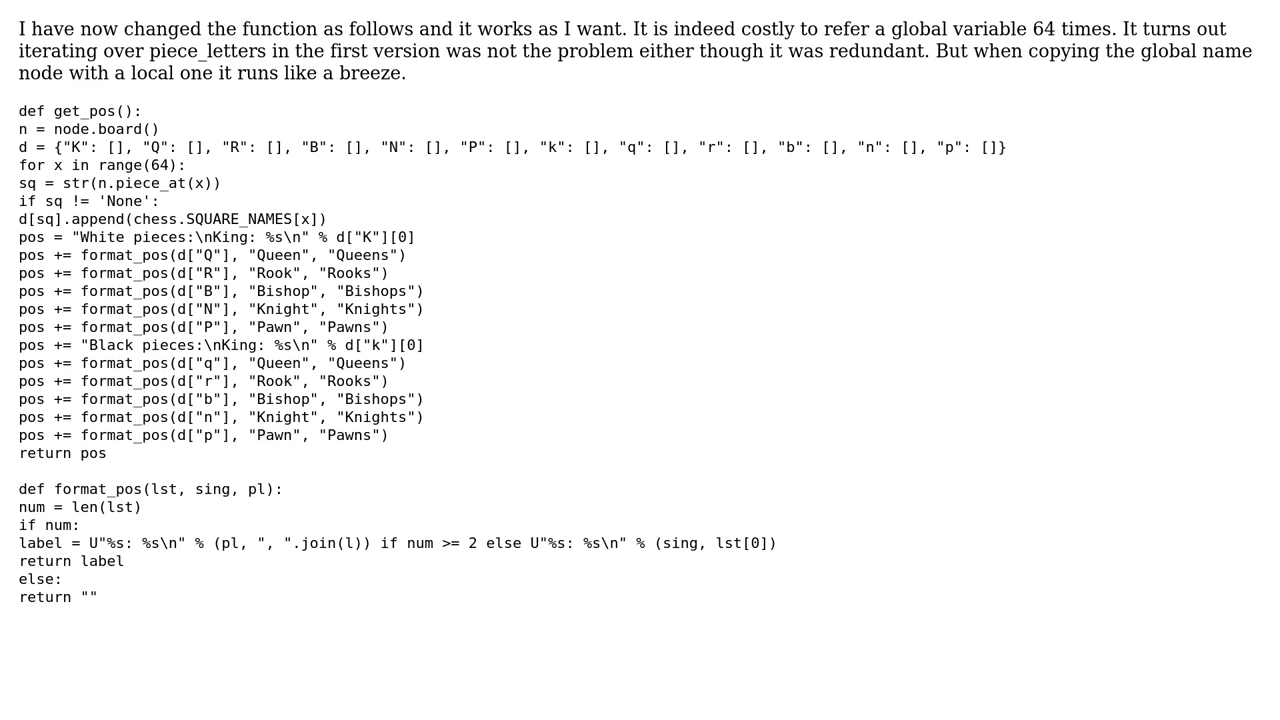 I have now changed the function as follows and it works as I want. It is indeed costly to refer a global variable 64 times. It turns out
iterating over piece_letters in the first version was not the problem either though it was redundant. But when copying the global name
node with a local one it runs like a breeze.
def get_pos():
n = node.board()
d = {"K": [], "Q": [], "R": [], "B": [], "N": [], "P": [], "k": [], "q": [], "r": [], "b": [], "n": [], "p": []}
for x in range(64):
sq = str(n.piece_at(x))
if sq != 'None':
d[sq].append(chess.SQUARE_NAMES[x])
pos = "White pieces:\nKing: %s\n" % d["K"][0]
pos += format_pos(d["Q"], "Queen", "Queens")
pos += format_pos(d["R"], "Rook", "Rooks")
pos += format_pos(d["B"], "Bishop", "Bishops")
pos += format_pos(d["N"], "Knight", "Knights")
pos += format_pos(d["P"], "Pawn", "Pawns")
pos += "Black pieces:\nKing: %s\n" % d["k"][0]
pos += format_pos(d["q"], "Queen", "Queens")
pos += format_pos(d["r"], "Rook", "Rooks")
pos += format_pos(d["b"], "Bishop", "Bishops")
pos += format_pos(d["n"], "Knight", "Knights")
pos += format_pos(d["p"], "Pawn", "Pawns")
return pos
def format_pos(lst, sing, pl):
num = len(lst)
if num:
label = U"%s: %s\n" % (pl, ", ".join(l)) if num >= 2 else U"%s: %s\n" % (sing, lst[0])
return label
else:
return ""